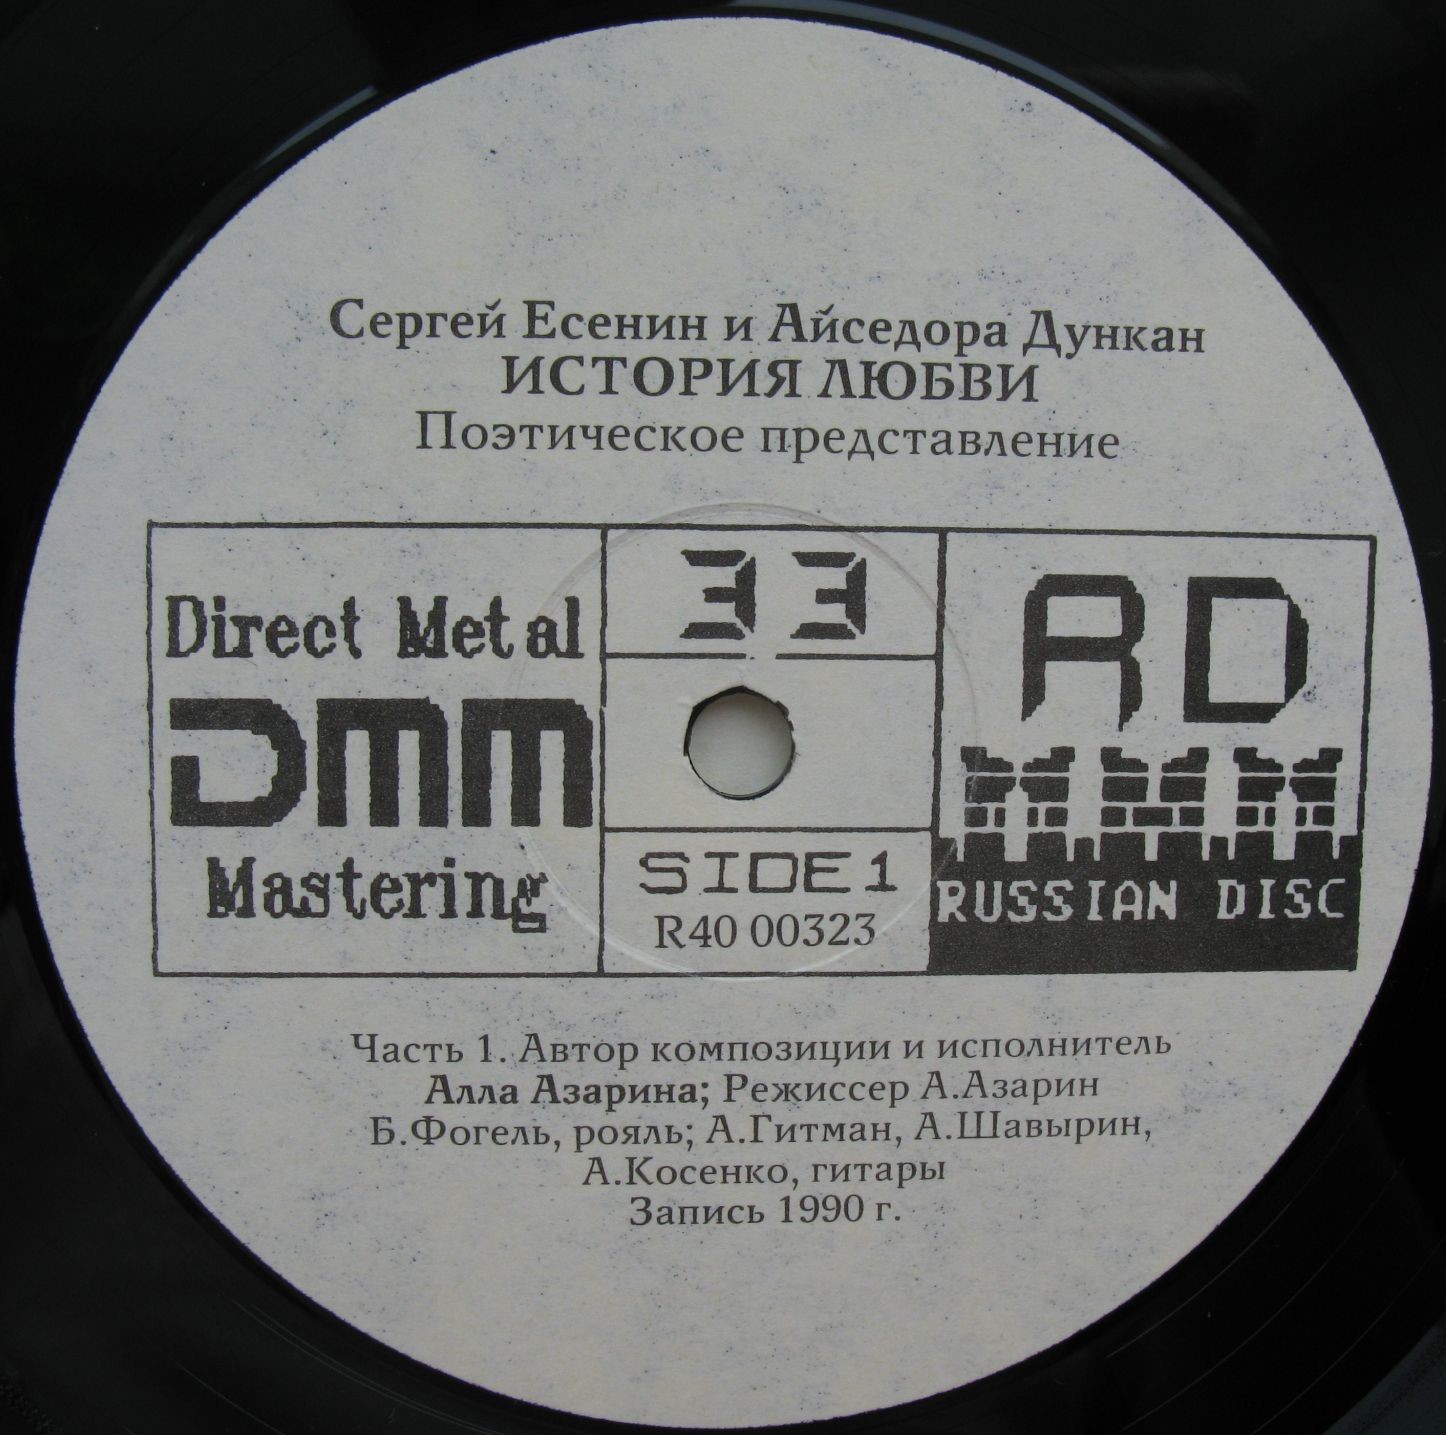 Сергей Есенин и Айседора Дункан
ИСТОРИЯ ЛЮБВИ
Поэтическое представление
Direct Metal
DMM
Mastering
33
SIDE 1
R40 00323
RD
RUSSIAN DISC
Часть 1. Автор композиции и исполнитель
Алла Азарина; Режиссер А.Азарин
Б.Фогель, рояль; А.Гитман, А.Шавырин,
А.Косенко, гитары
Запись 1990 г.